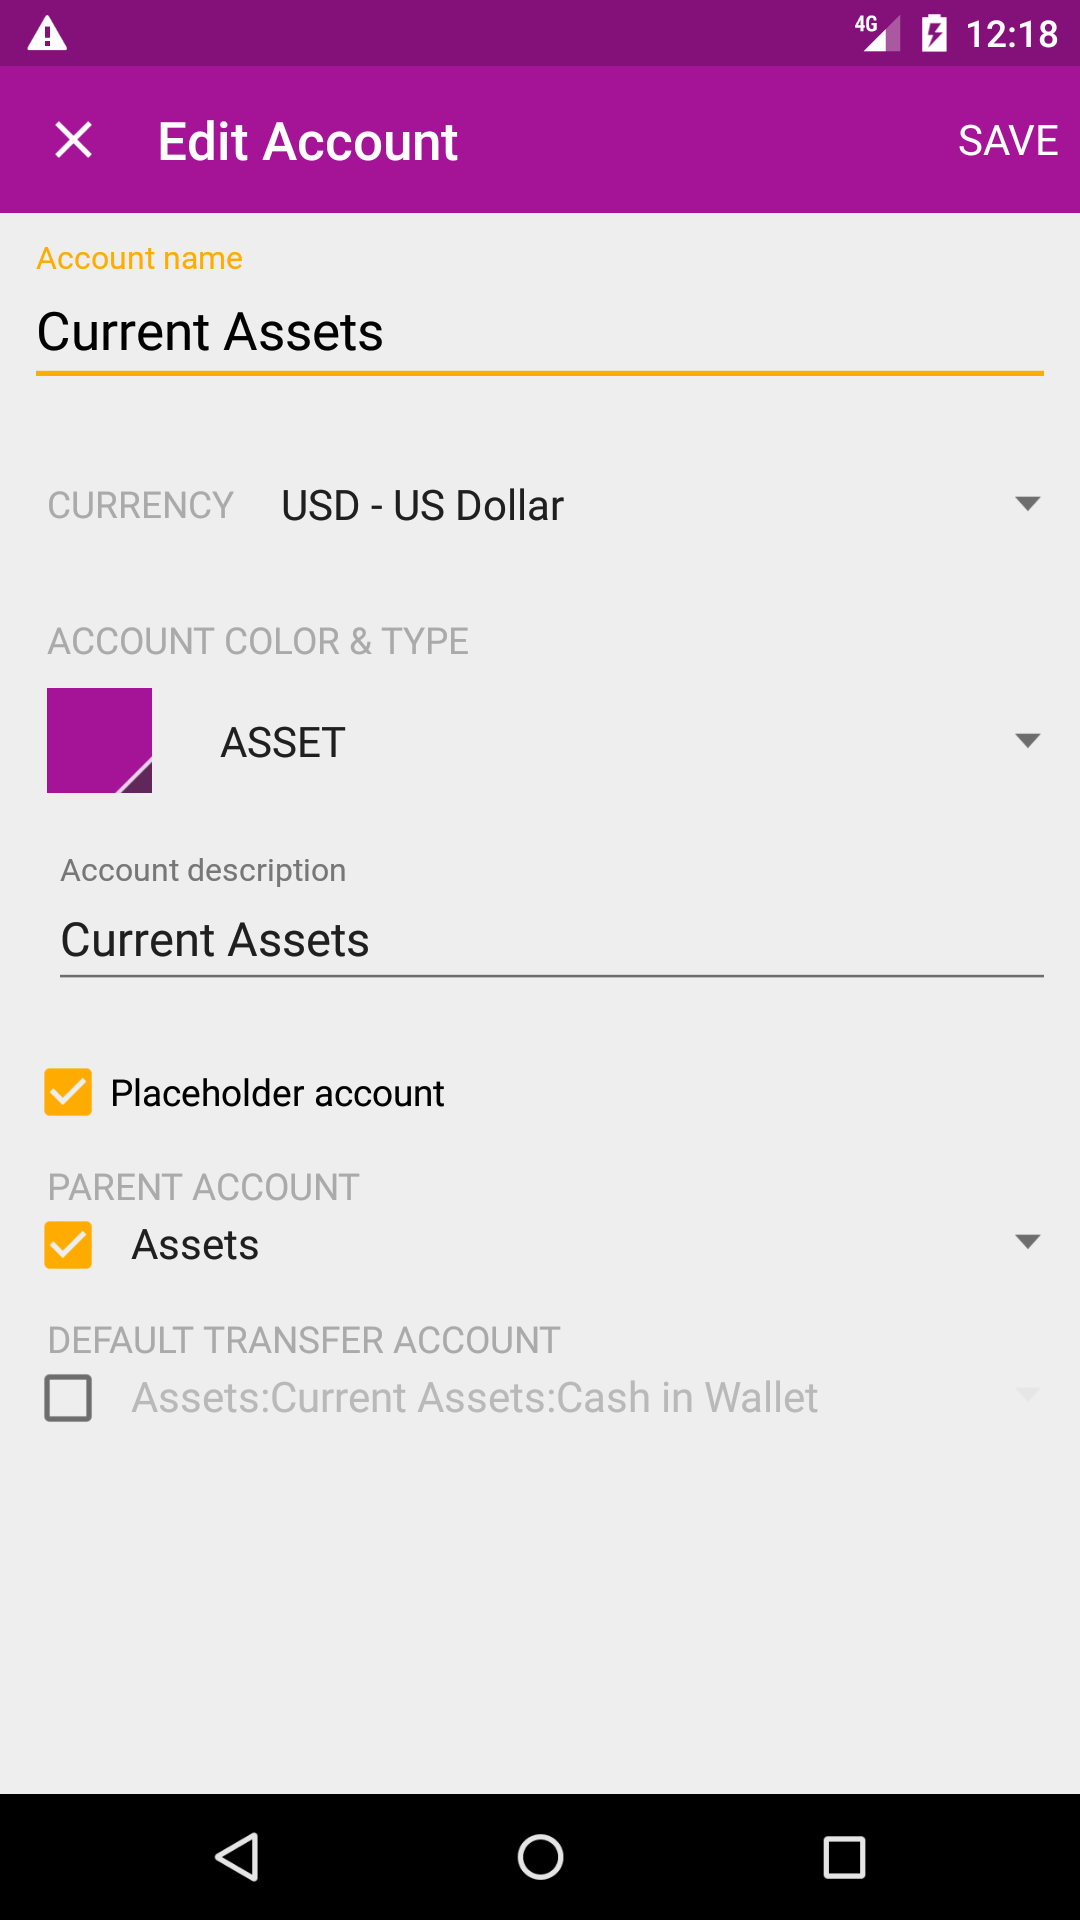 4G 12:18
Edit Account SAVE
Account name
Current Assets
CURRENCY USD - US Dollar
ACCOUNT COLOR & TYPE
ASSET
Account description
Current Assets
Placeholder account
PARENT ACCOUNT
Assets
DEFAULT TRANSFER ACCOUNT
Assets:Current Assets:Cash in Wallet